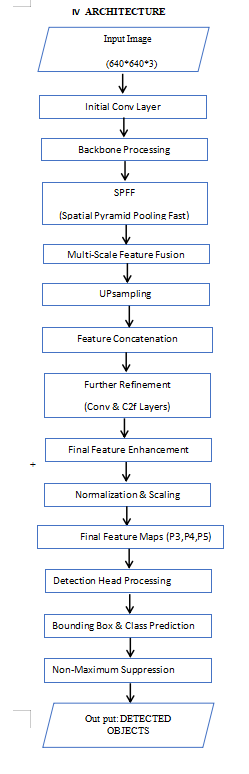 IV ARCHITECTURE
Input Image
(640*640*3)
Initial Conv Layer
Backbone Processing
SPFF
(Spatial Pyramid Pooling Fast)
Multi-Scale Feature Fusion
UPsampling
Feature Concatenation
Further Refinement
(Conv & C2f Layers)
Final Feature Enhancement
Normalization & Scaling
Final Feature Maps (P3,P4,P5)
Detection Head Processing
Bounding Box & Class Prediction
Non-Maximum Suppression
Out put: DETECTED
OBJECTS